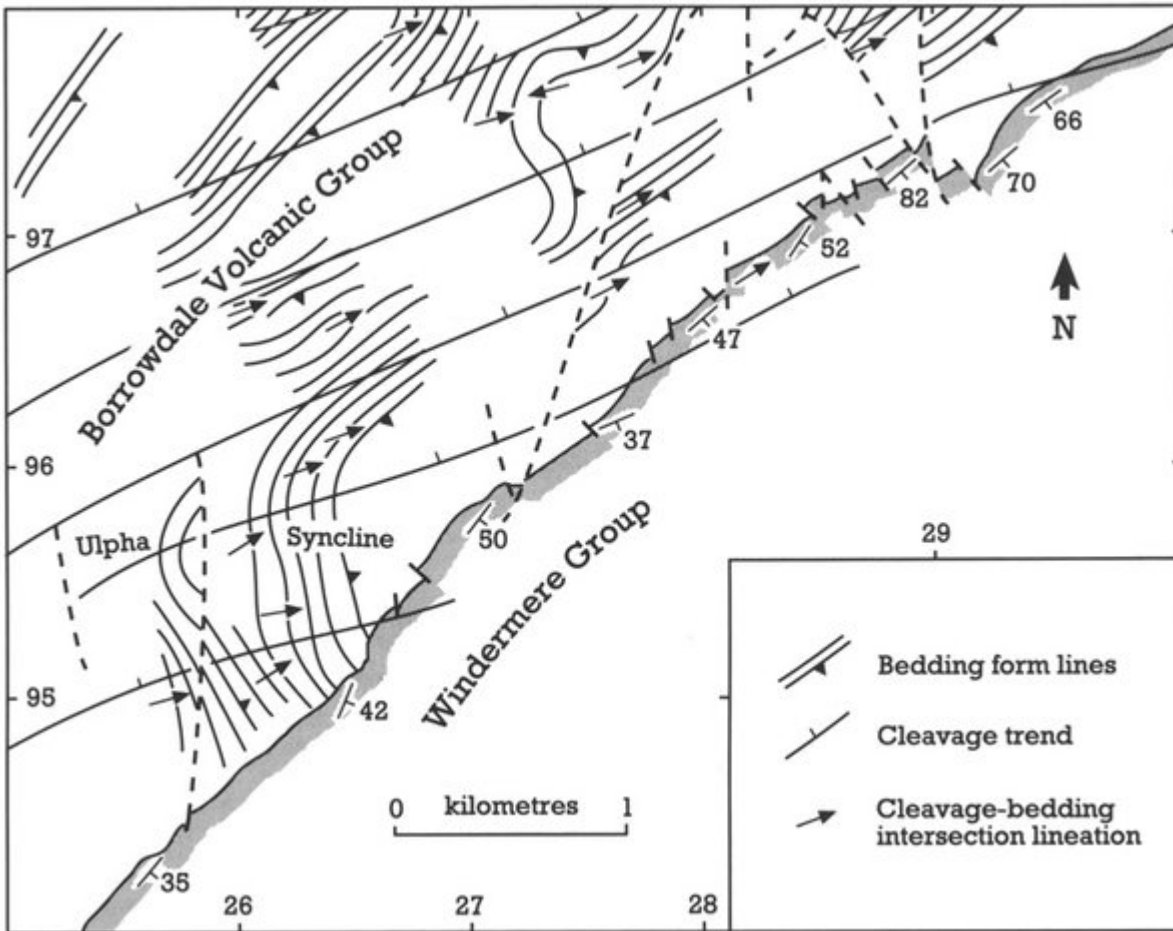 Borrowdale Volcanic Group
97
66
70
82
52
N
47
96
37
Ulpha Syncline
50
29
Windermere Group
95
42
Bedding form lines
Cleavage trend
0 kilometres 1
Cleavage-bedding
intersection lineation
35
26
27
28